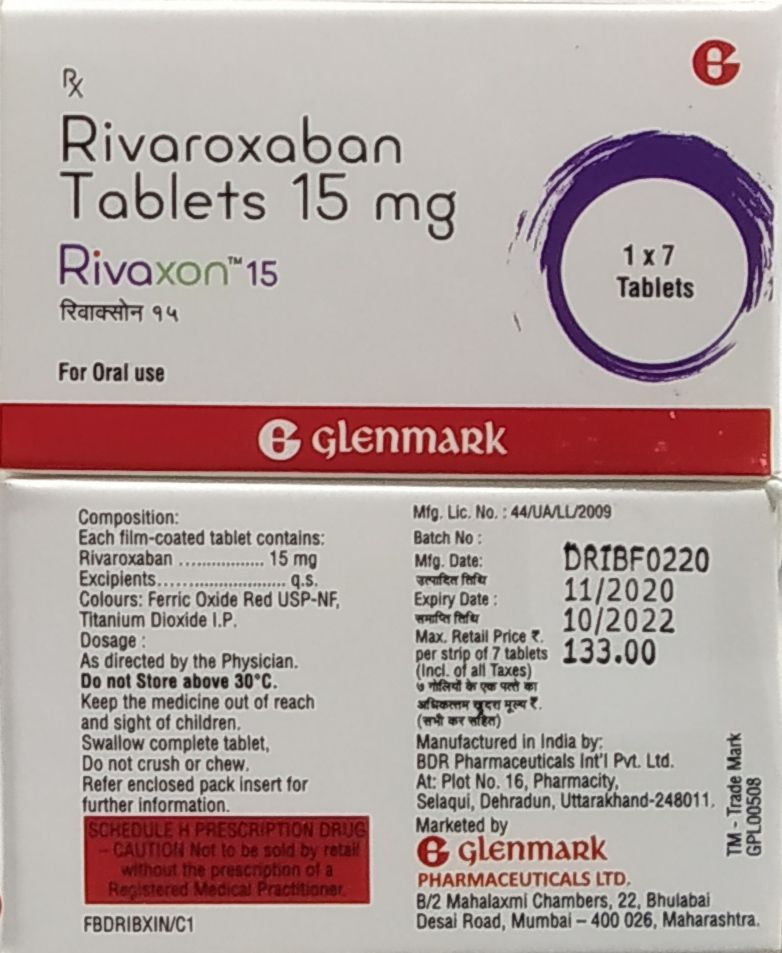 Rx
Rivaroxaban
Tablets 15 mg
Rivaxon™15
रिवाक्सोन १५
For Oral use
1 x 7
Tablets
GLENMARK
Composition:
Each film-coated tablet contains:
Rivaroxaban ................. 15 mg
Excipients............................ q.s.
Colours: Ferric Oxide Red USP-NF,
Titanium Dioxide I.P.
Dosage :
As directed by the Physician.
Do not Store above 30°C.
Keep the medicine out of reach
and sight of children.
Swallow complete tablet,
Do not crush or chew.
Refer enclosed pack insert for
further information.
SCHEDULE H PRESCRIPTION DRUG
– CAUTION Not to be sold by retail
without the prescription of a
Registered Medical Practitioner.
FBDRIBXIN/C1
Mfg. Lic. No. : 44/UA/LL/2009
Batch No : DRIBF0220
Mfg. Date: 11/2020
उत्पादित तिथि
Expiry Date : 10/2022
समाप्ति तिथि
Max. Retail Price ₹. 133.00
per strip of 7 tablets
(Incl. of all Taxes)
७ गोलियों के एक पत्ते का
अधिकतम खुदरा मूल्य ₹.
(सभी कर सहित)
Manufactured in India by:
BDR Pharmaceuticals Int'l Pvt. Ltd.
At: Plot No. 16, Pharmacity,
Selaqui, Dehradun, Uttarakhand-248011.
Marketed by
GLENMARK
PHARMACEUTICALS LTD.
B/2 Mahalaxmi Chambers, 22, Bhulabai
Desai Road, Mumbai – 400 026, Maharashtra.
TM - Trade Mark
GPL00508